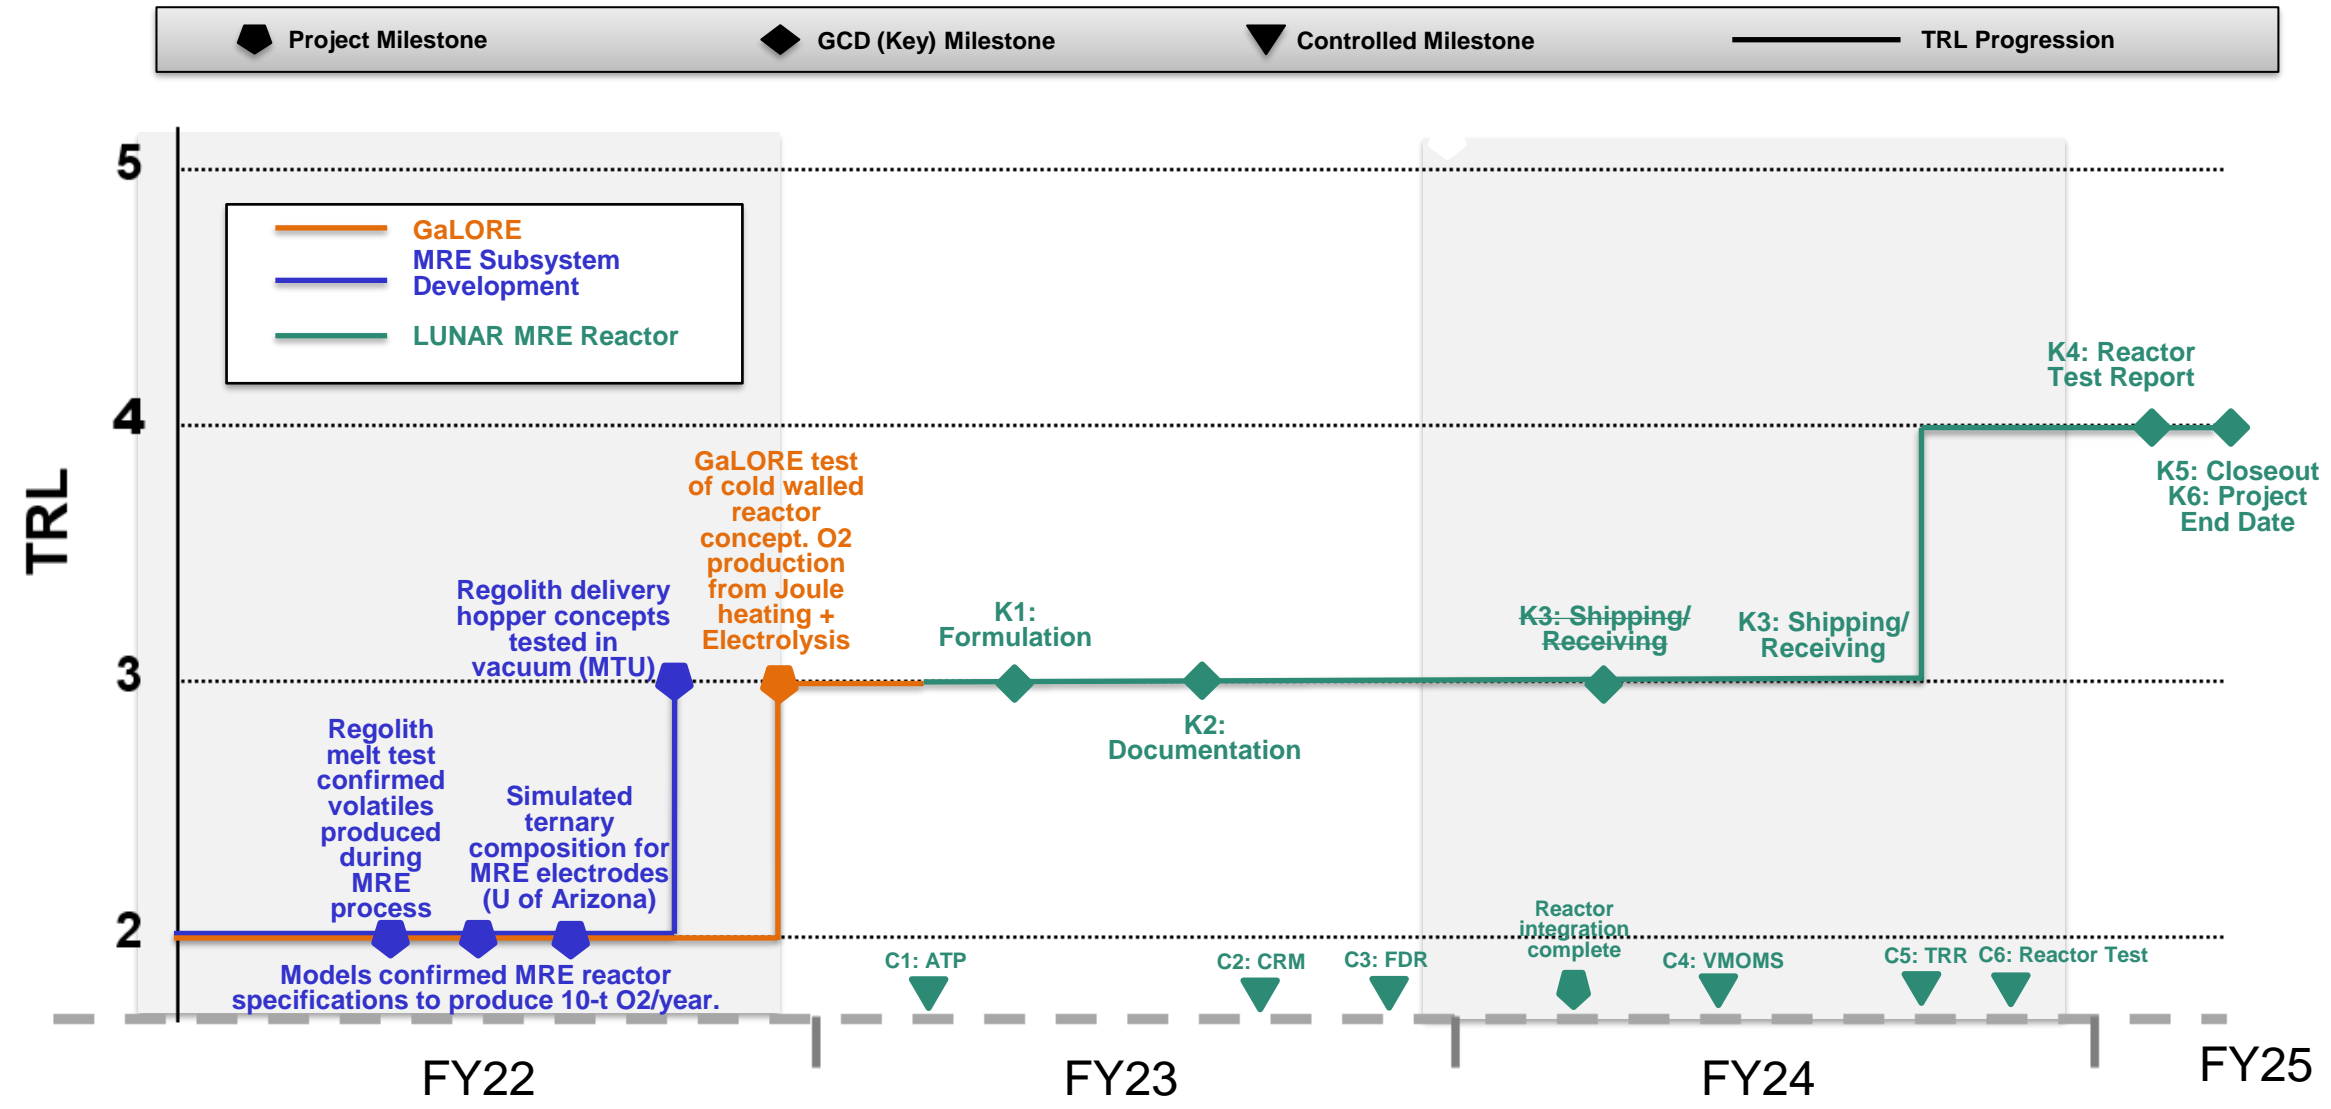 Project Milestone
GCD (Key) Milestone
Controlled Milestone
TRL Progression
5
4
3
2
TRL
GaLORE
MRE Subsystem
Development
LUNAR MRE Reactor
K4: Reactor
Test Report
K5: Closeout
K6: Project
End Date
GaLORE test
of cold walled
reactor
concept. O2
production
from Joule
heating +
Electrolysis
Regolith delivery
hopper concepts
tested in
vacuum (MTU)
K1:
Formulation
K2:
Documentation
K3: Shipping/
Receiving
K3: Shipping/
Receiving
Regolith
melt test
confirmed
volatiles
produced
during
MRE
process
Simulated
ternary
composition for
MRE electrodes
(U of Arizona)
Models confirmed MRE reactor
specifications to produce 10-t O2/year.
C1: ATP
C2: CRM
C3: FDR
Reactor
integration
complete
C4: VMOMS
C5: TRR
C6: Reactor Test
FY22
FY23
FY24
FY25